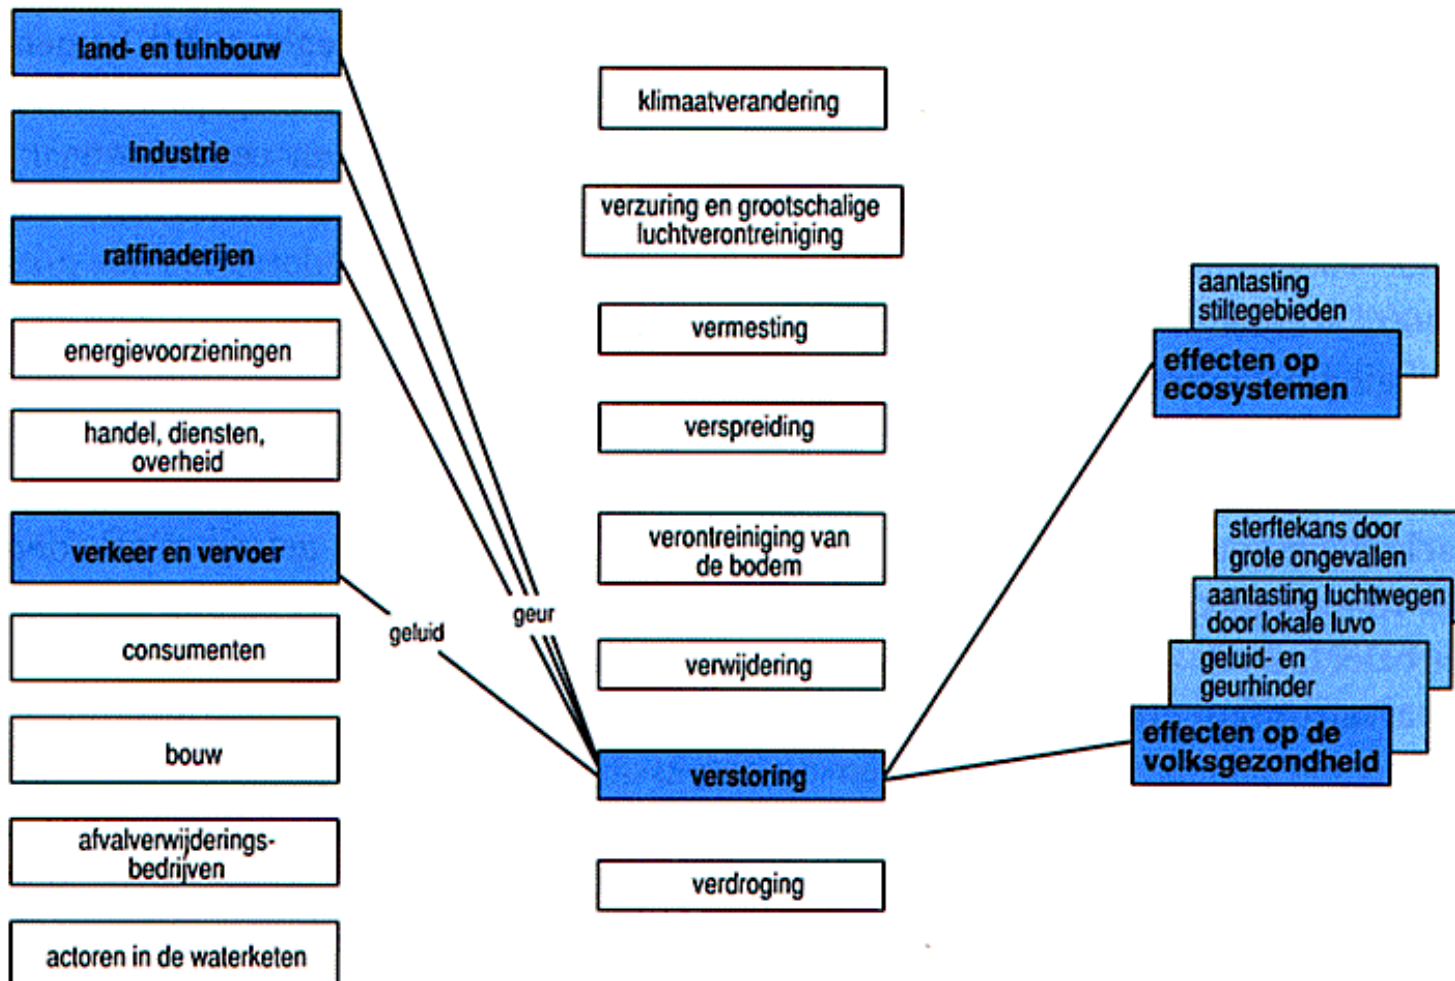 land- en tuinbouw
industrie
raffinaderijen
energievoorzieningen
handel, diensten,
overheid
verkeer en vervoer
consumenten
bouw
afvalverwijderings-
bedrijven
actoren in de waterketen
geluid
geur
klimaatverandering
verzuring en grootschalige
luchtverontreiniging
vermesting
verspreiding
verontreiniging van
de bodem
verwijdering
verstoring
verdroging
aantasting
stiltegebieden
effecten op
ecosystemen
sterftekans door
grote ongevallen
aantasting luchtwegen
door lokale luvo
geluid- en
geurhinder
effecten op de
volksgezondheid